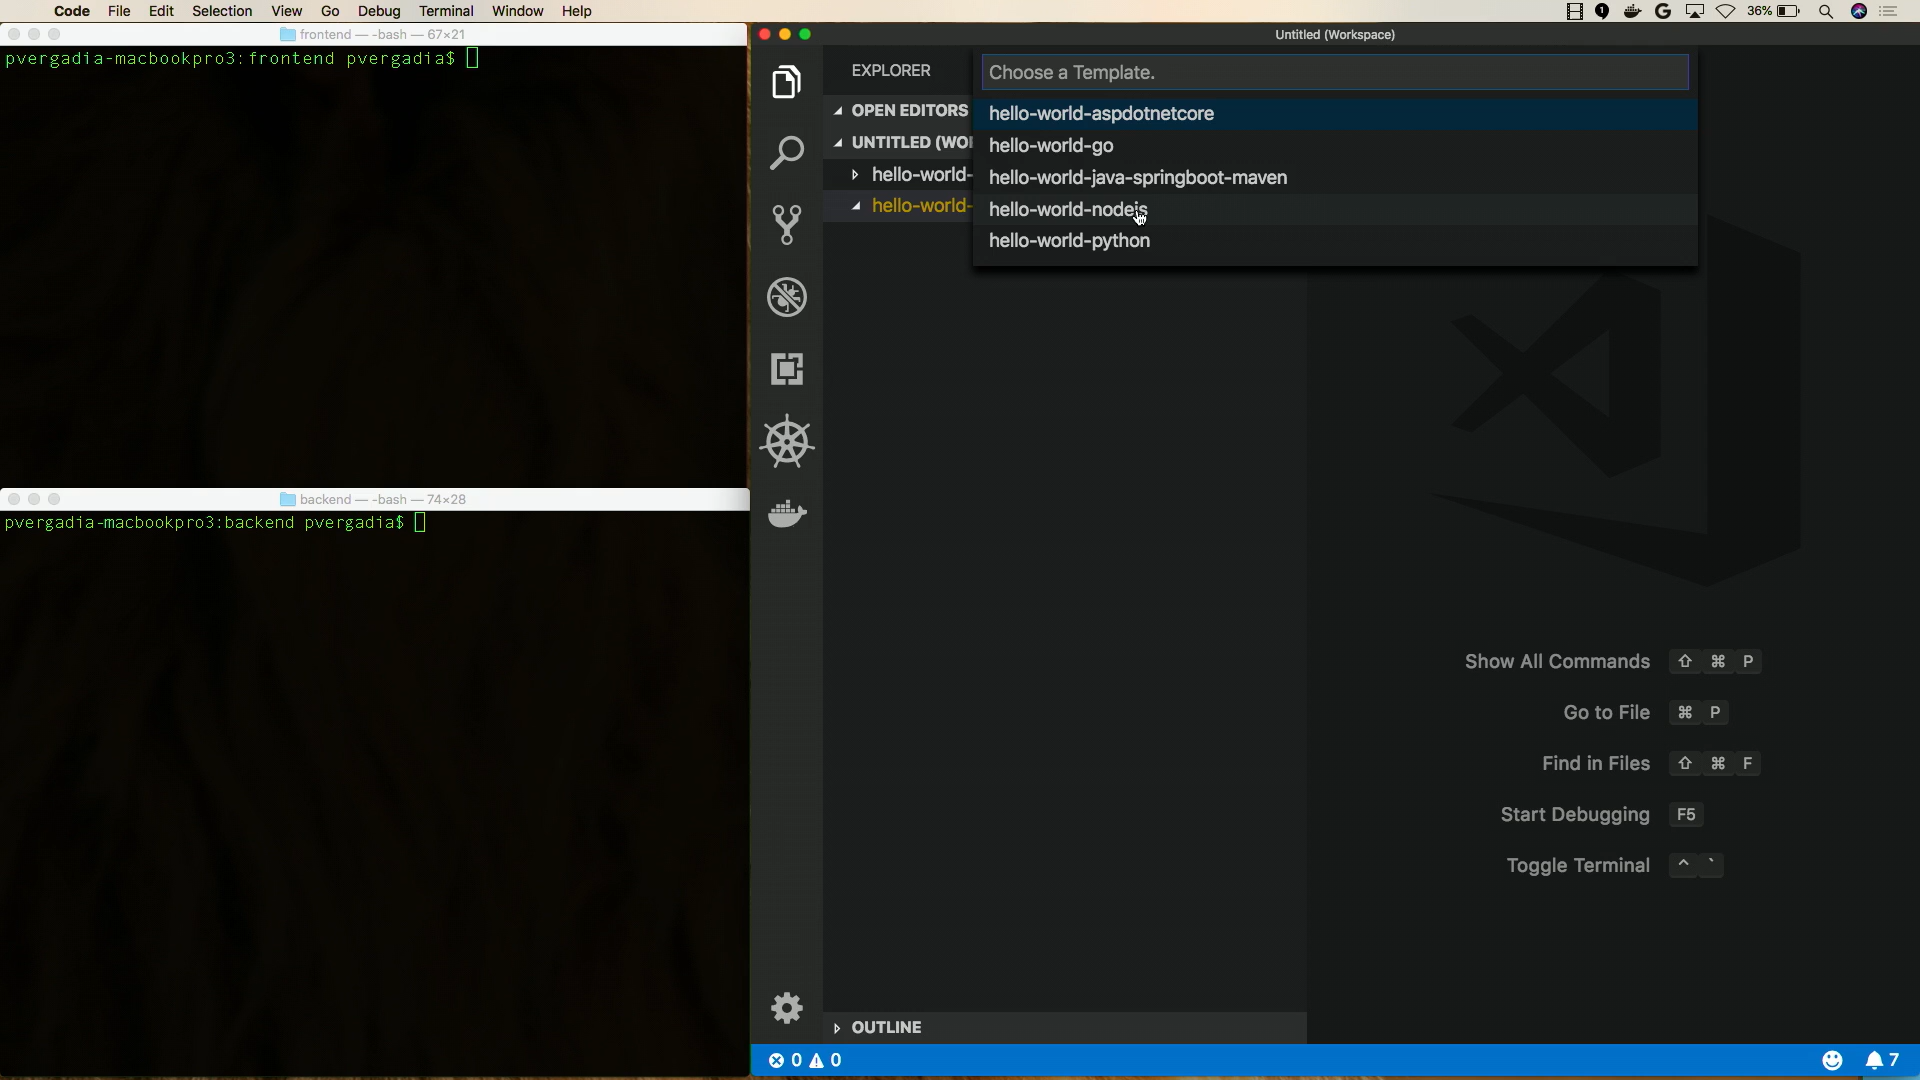 Code File Edit Selection View Go Debug Terminal Window Help
36%
frontend — -bash — 67×21
pvergadia-macbookpro3:frontend pvergadia$
backend — -bash — 74×28
pvergadia-macbookpro3:backend pvergadia$
Untitled (Workspace)
EXPLORER
OPEN EDITORS
UNTITLED (WO
hello-world-
hello-world-
Choose a Template.
hello-world-aspdotnetcore
hello-world-go
hello-world-java-springboot-maven
hello-world-nodejs
hello-world-python
Show All Commands ⇧ ⌘ P
Go to File ⌘ P
Find in Files ⇧ ⌘ F
Start Debugging F5
Toggle Terminal ^ `
OUTLINE
0 0
7